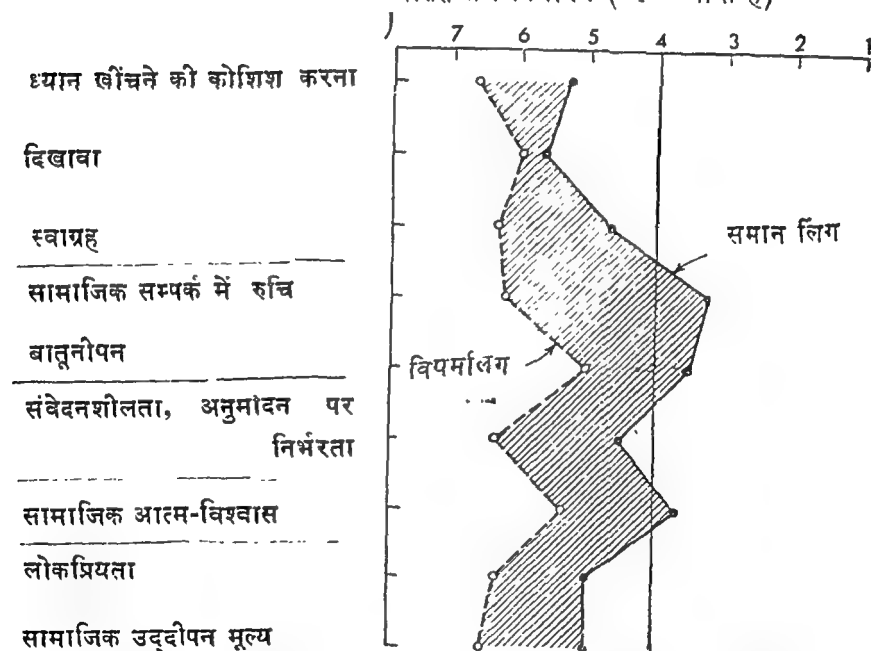 7 6 5 4 3 2 1
ध्यान खींचने की कोशिश करना
दिखावा
स्वाग्रह
समान लिंग
सामाजिक सम्पर्क में रुचि
बातूनीपन
विषमलिंग
संवेदनशीलता, अनुमोदन पर
निर्भरता
सामाजिक आत्म-विश्वास
लोकप्रियता
सामाजिक उद्दीपन मूल्य